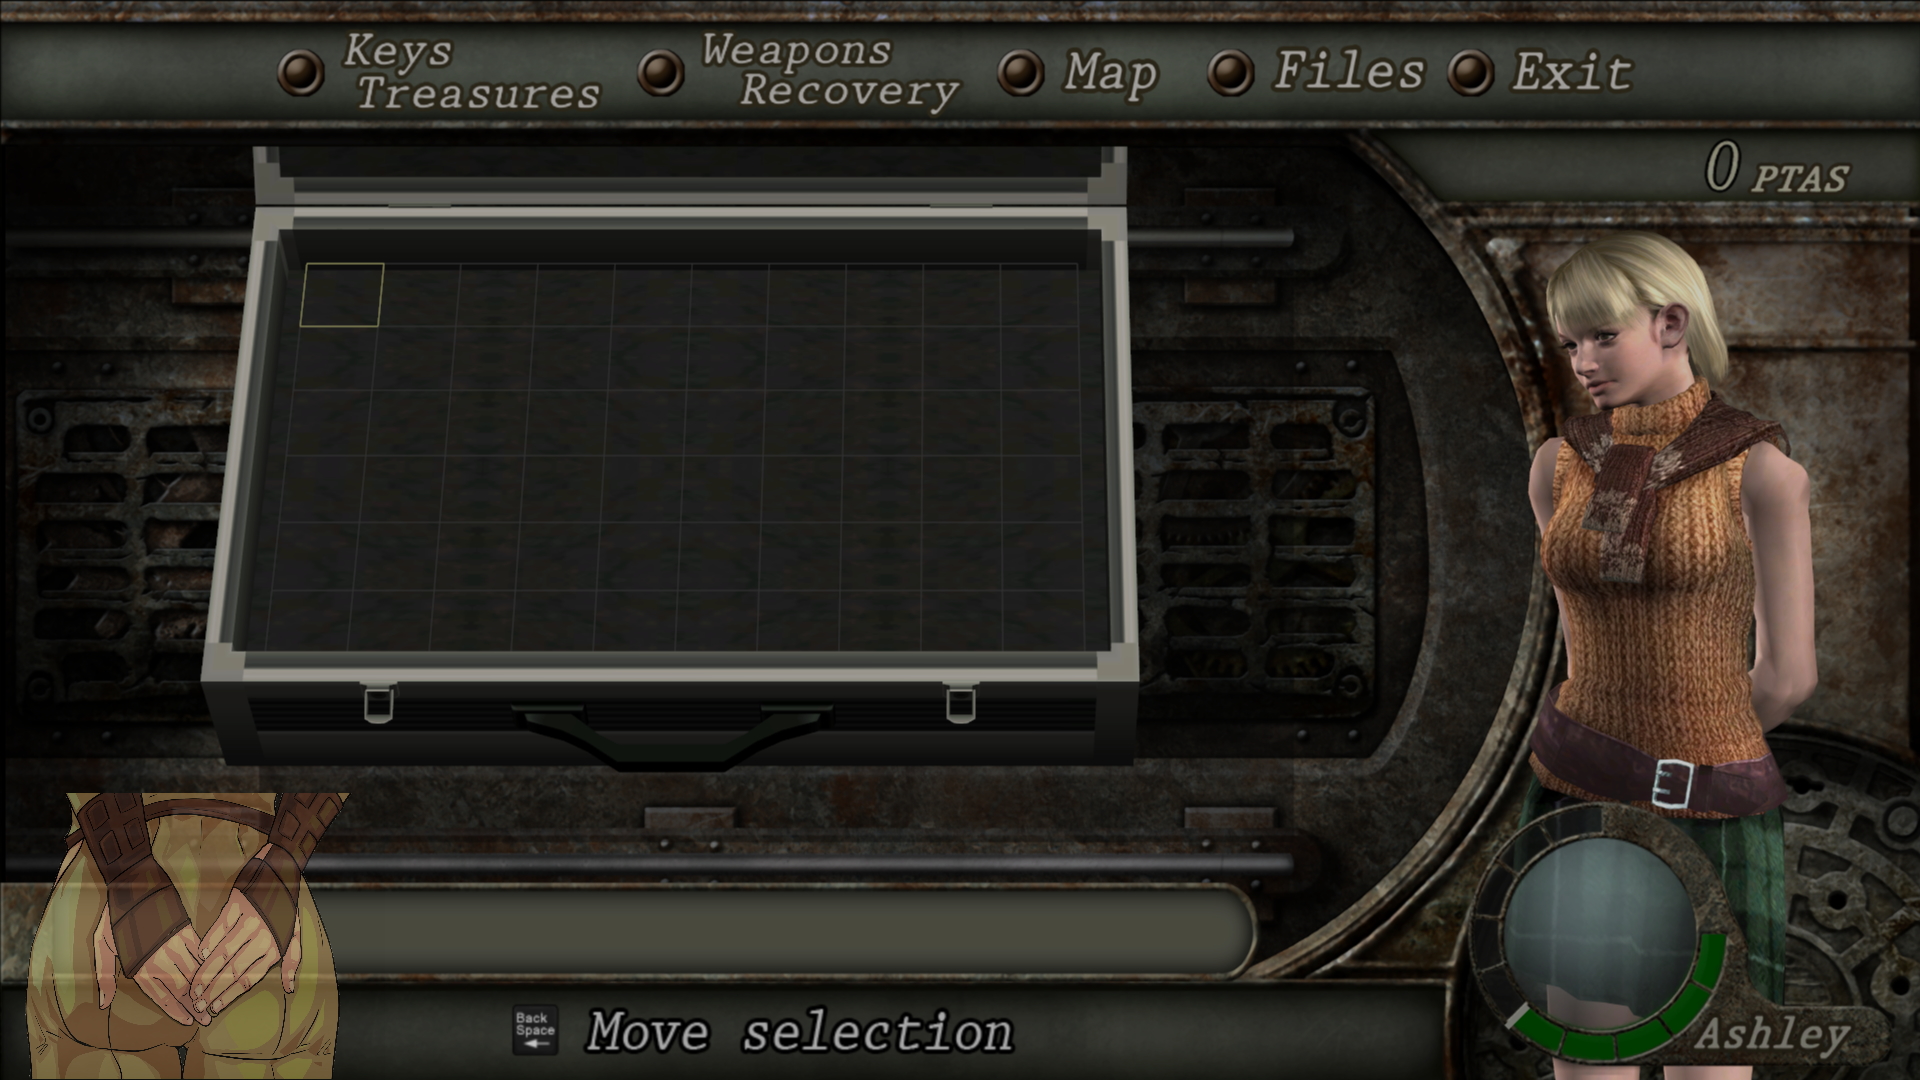 Keys
Treasures
Weapons
Recovery
Map
Files
Exit
0 PTAS
Back
Space
Move selection
Ashley